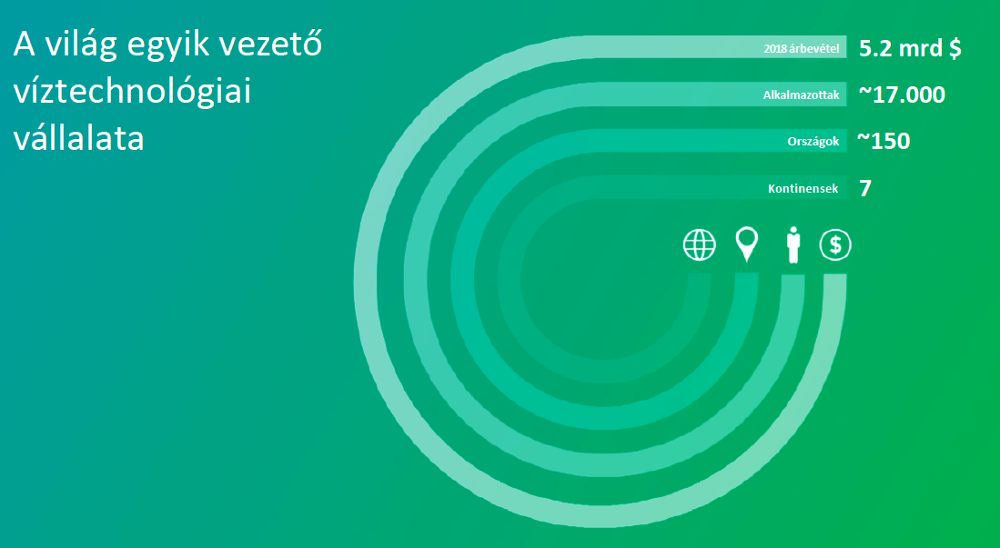 A világ egyik vezető
víztechnológiai
vállalata
2018 árbevétel 5.2 mrd $
Alkalmazottak ~17.000
Országok ~150
Kontinensek 7
$